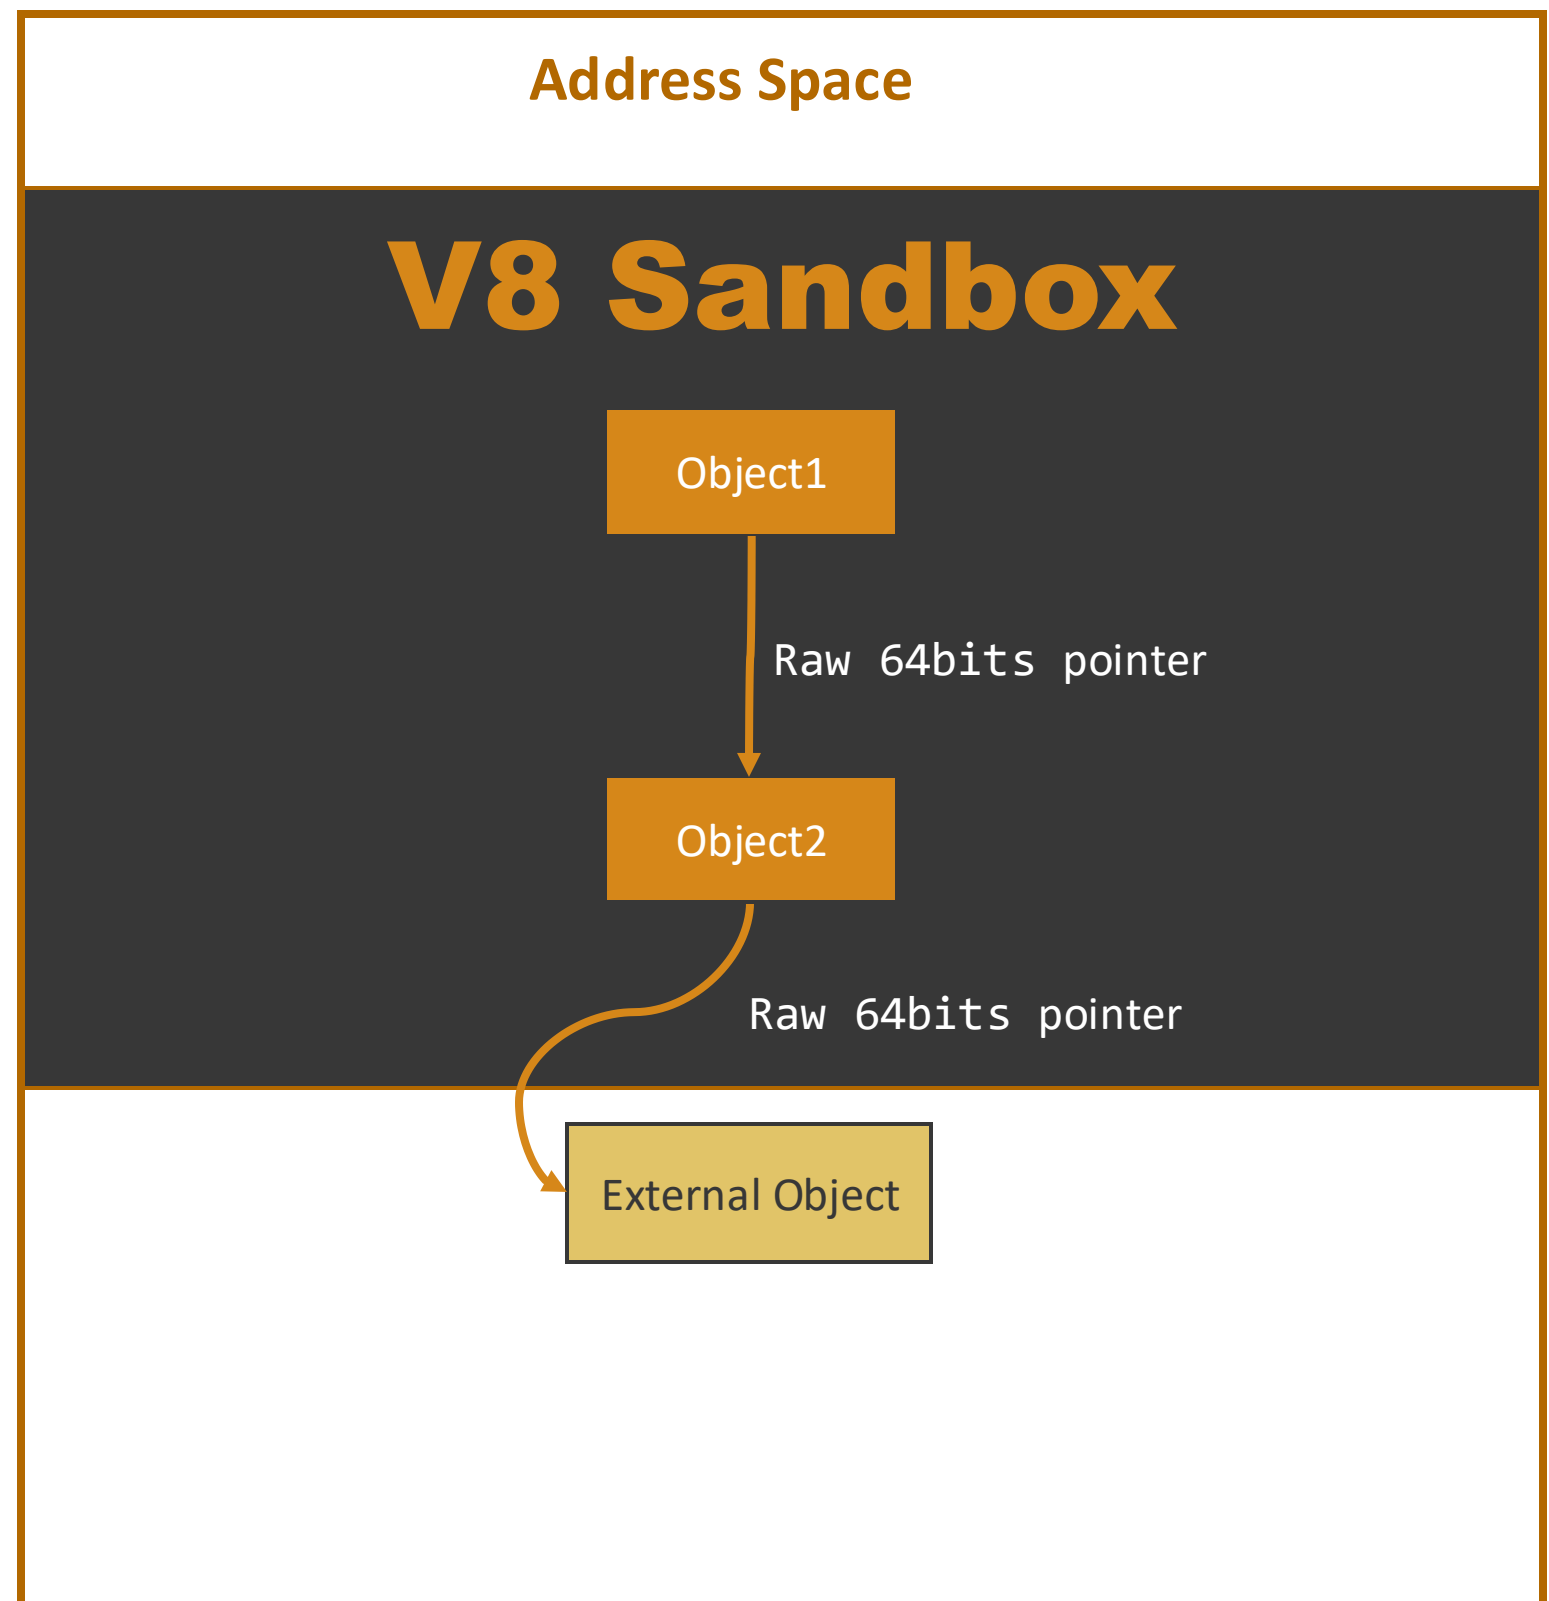 Address Space
V8 Sandbox
Object1
Raw 64bits pointer
Object2
Raw 64bits pointer
External Object